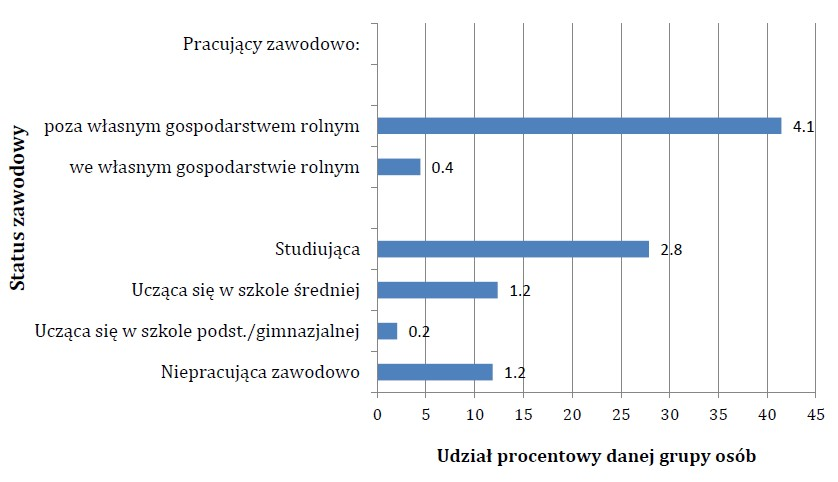 Pracujący zawodowo:
poza własnym gospodarstwem rolnym 4.1
we własnym gospodarstwie rolnym 0.4
Studiująca 2.8
Ucząca się w szkole średniej 1.2
Ucząca się w szkole podst./gimnazjalnej 0.2
Niepracująca zawodowo 1.2
Status zawodowy
0 5 10 15 20 25 30 35 40 45
Udział procentowy danej grupy osób